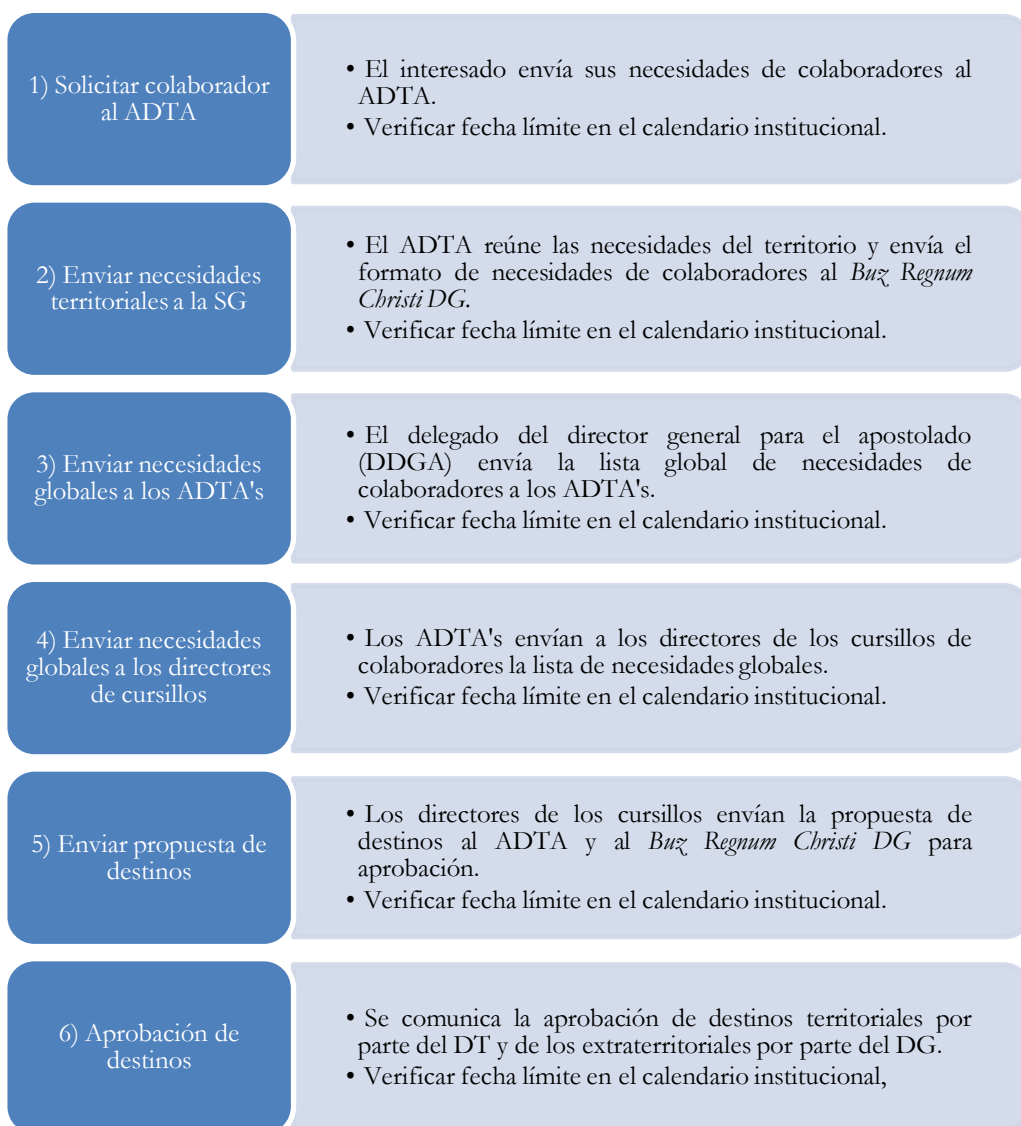 1) Solicitar colaborador
al ADTA
• El interesado envía sus necesidades de colaboradores al
ADTA.
• Verificar fecha límite en el calendario institucional.
2) Enviar necesidades
territoriales a la SG
• El ADTA reúne las necesidades del territorio y envía el
formato de necesidades de colaboradores al Buz Regnum
Christi DG.
• Verificar fecha límite en el calendario institucional.
3) Enviar necesidades
globales a los ADTA's
• El delegado del director general para el apostolado
(DDGA) envía la lista global de necesidades de
colaboradores a los ADTA's.
• Verificar fecha límite en el calendario institucional.
4) Enviar necesidades
globales a los directores
de cursillos
• Los ADTA's envían a los directores de los cursillos de
colaboradores la lista de necesidades globales.
• Verificar fecha límite en el calendario institucional.
5) Enviar propuesta de
destinos
• Los directores de los cursillos envían la propuesta de
destinos al ADTA y al Buz Regnum Christi DG para
aprobación.
• Verificar fecha límite en el calendario institucional.
6) Aprobación de
destinos
• Se comunica la aprobación de destinos territoriales por
parte del DT y de los extraterritoriales por parte del DG.
• Verificar fecha límite en el calendario institucional,